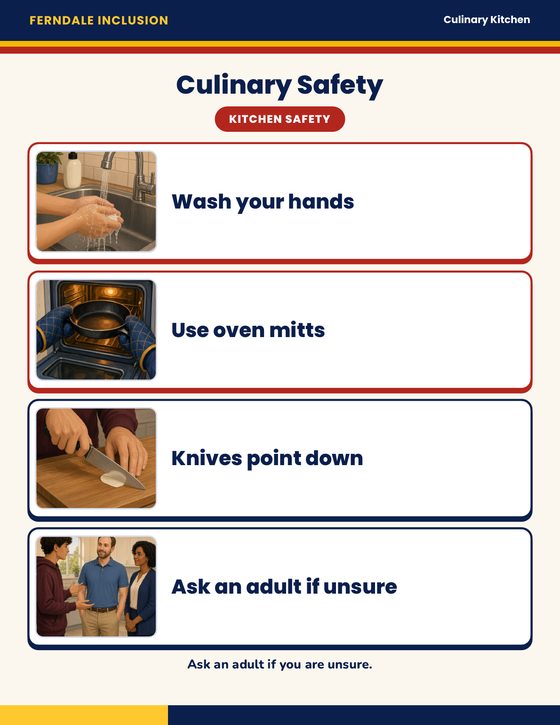 FERNDALE INCLUSION
Culinary Kitchen
Culinary Safety
KITCHEN SAFETY
Wash your hands
Use oven mitts
Knives point down
Ask an adult if unsure
Ask an adult if you are unsure.